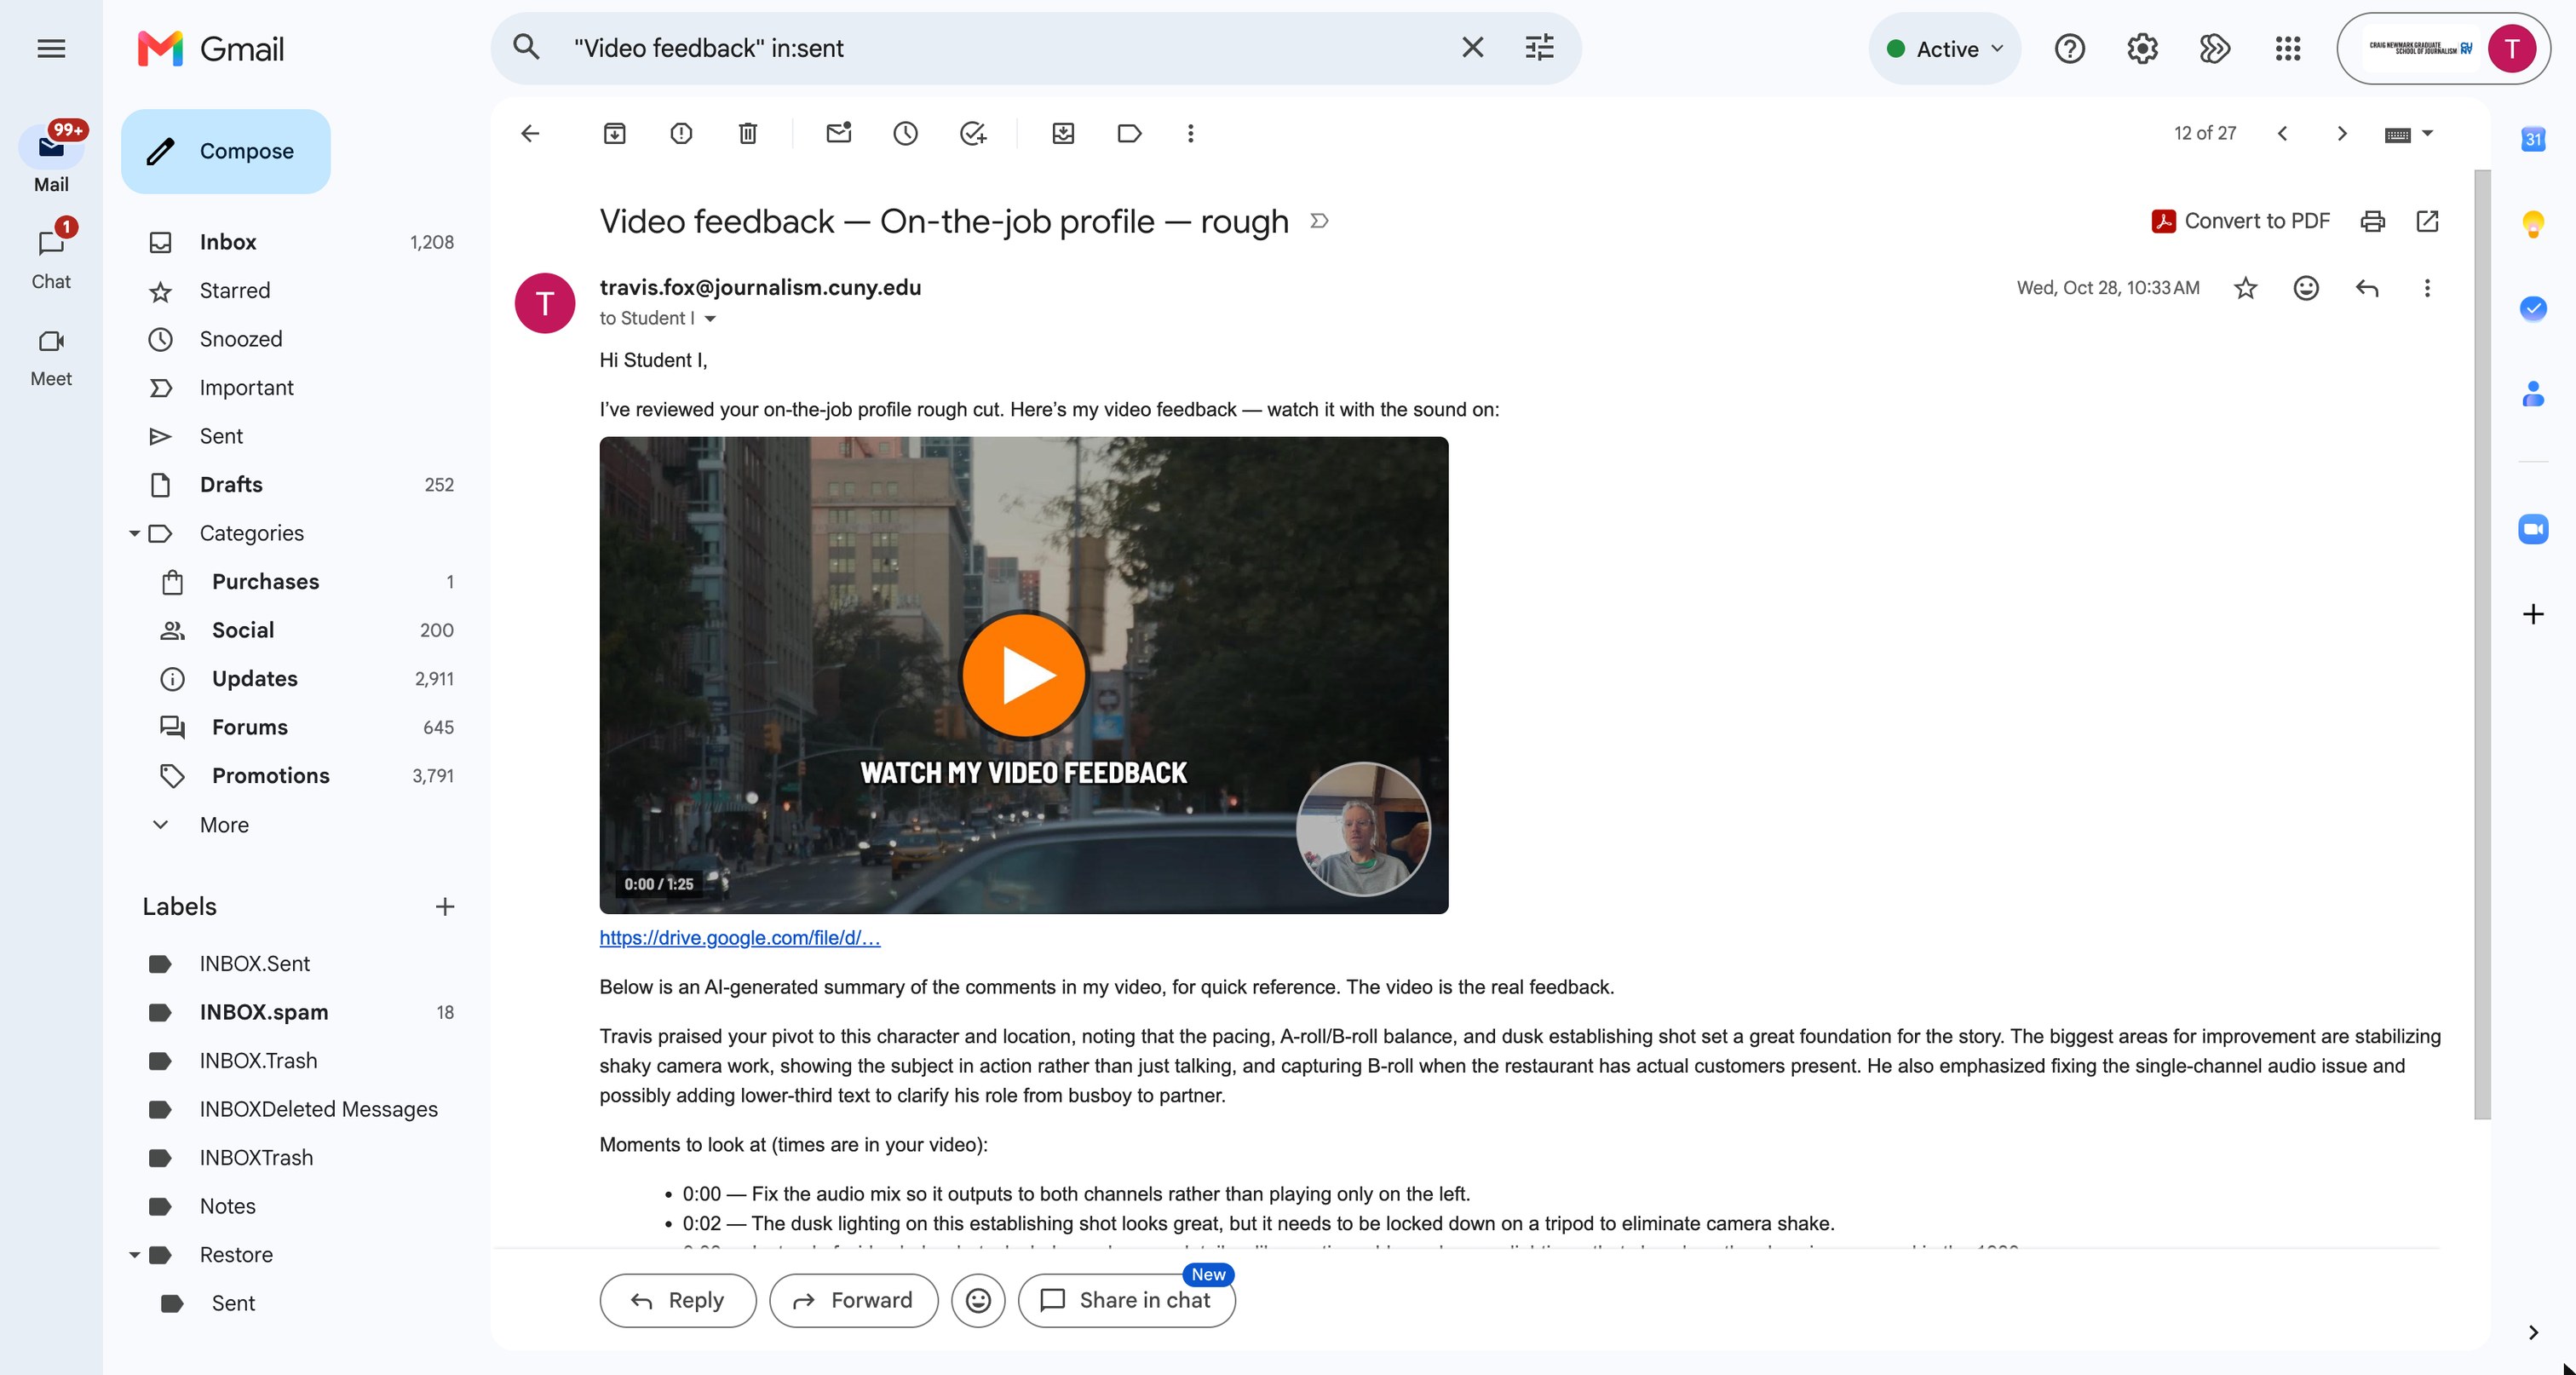 Gmail
"Video feedback" in:sent
Active
CRAIG NEWMARK GRADUATE
SCHOOL OF JOURNALISM
CU
NY
T
99+
Mail
1
Chat
Meet
Compose
Inbox 1,208
Starred
Snoozed
Important
Sent
Drafts 252
Categories
Purchases 1
Social 200
Updates 2,911
Forums 645
Promotions 3,791
More
Labels
INBOX.Sent
INBOX.spam 18
INBOX.Trash
INBOXDeleted Messages
INBOXTrash
Notes
Restore
Sent
12 of 27
31
Video feedback — On-the-job profile — rough
Convert to PDF
T
travis.fox@journalism.cuny.edu
Wed, Oct 28, 10:33 AM
to Student I
Hi Student I,
I've reviewed your on-the-job profile rough cut. Here's my video feedback — watch it with the sound on:
WATCH MY VIDEO FEEDBACK
0:00 / 1:25
https://drive.google.com/file/d/…
Below is an AI-generated summary of the comments in my video, for quick reference. The video is the real feedback.
Travis praised your pivot to this character and location, noting that the pacing, A-roll/B-roll balance, and dusk establishing shot set a great foundation for the story. The biggest areas for improvement are stabilizing
shaky camera work, showing the subject in action rather than just talking, and capturing B-roll when the restaurant has actual customers present. He also emphasized fixing the single-channel audio issue and
possibly adding lower-third text to clarify his role from busboy to partner.
Moments to look at (times are in your video):
• 0:00 — Fix the audio mix so it outputs to both channels rather than playing only on the left.
• 0:02 — The dusk lighting on this establishing shot looks great, but it needs to be locked down on a tripod to eliminate camera shake.
Reply
Forward
Share in chat
New